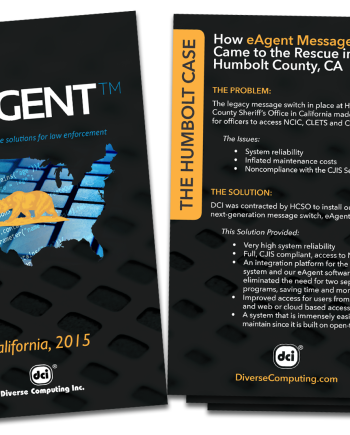 GENT™
e solutions for law enforcement
alifornia, 2015
dci
Diverse Computing Inc.
THE HUMBOLT CASE
How eAgent Message
Came to the Rescue in
Humbolt County, CA
THE PROBLEM:
The legacy message switch in place at H
County Sheriff's Office in California made
for officers to access NCIC, CLETS and C
The Issues:
• System reliability
• Inflated maintenance costs
• Noncompliance with the CJIS Se
THE SOLUTION:
DCI was contracted by HCSO to install or
next-generation message switch, eAgent
This Solution Provided:
• Very high system reliability
• Full, CJIS compliant, access to N
• An integration platform for the
system and our eAgent softwar
eliminated the need for two sep
programs, saving time and mor
• Improved access for users from
and web or cloud based access
• A system that is immensely easi
maintain since it is built on open-
dci
DiverseComputing.com